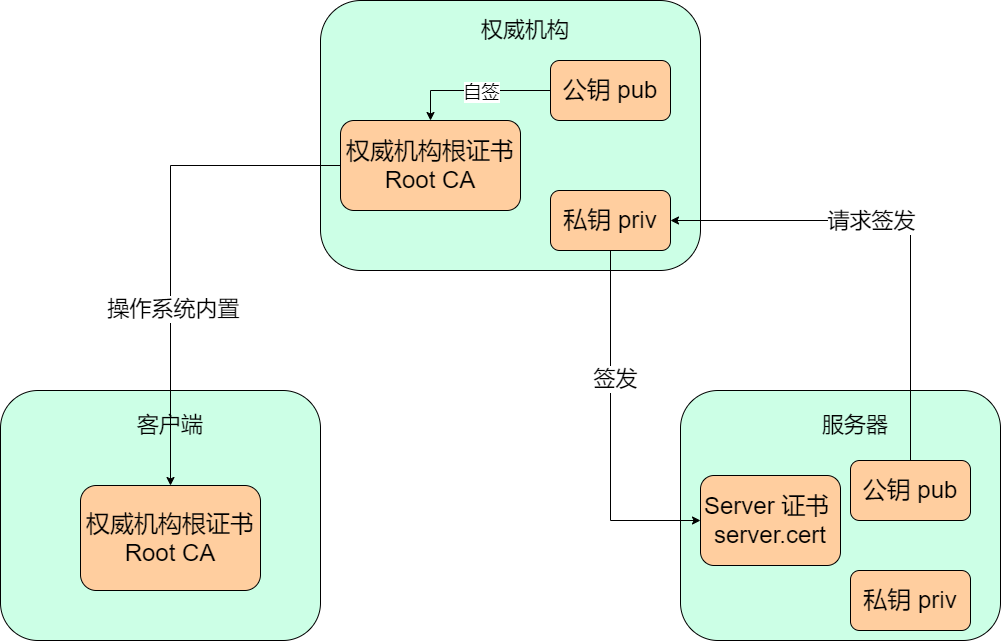 权威机构
公钥 pub
自签
权威机构根证书
Root CA
私钥 priv
请求签发
操作系统内置
签发
客户端
权威机构根证书
Root CA
服务器
公钥 pub
Server 证书
server.cert
私钥 priv